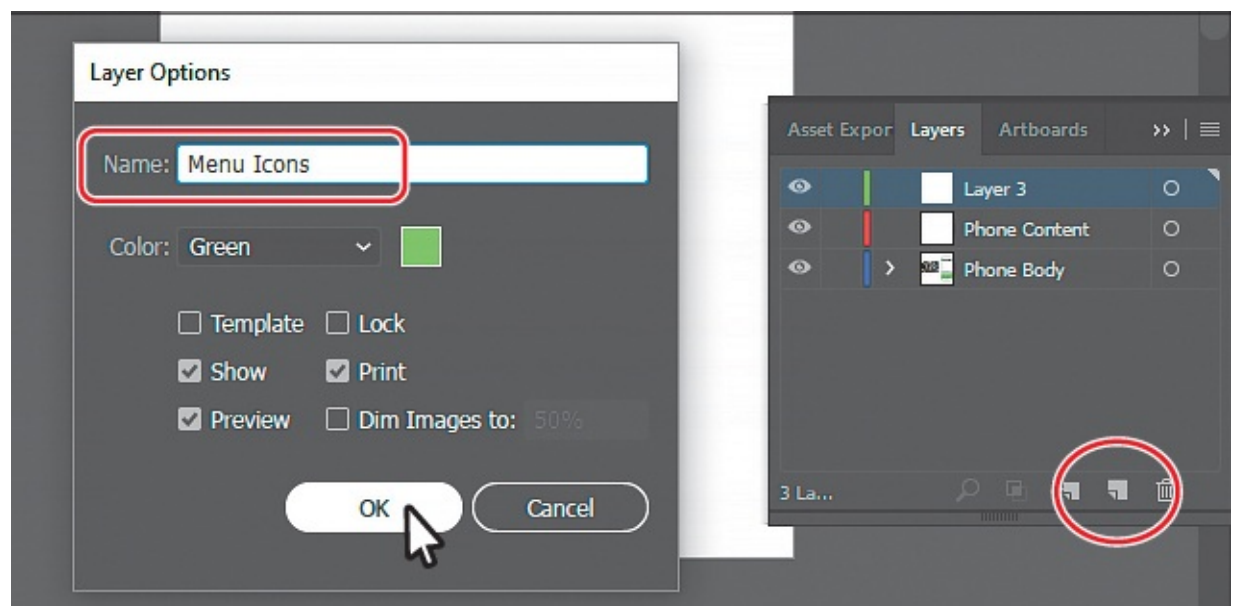 Layer Options
Name: Menu Icons
Color: Green
Template Lock
Show Print
Preview Dim Images to: 50%
OK Cancel
Asset Expor Layers Artboards
Layer 3
Phone Content
Phone Body
3 La...